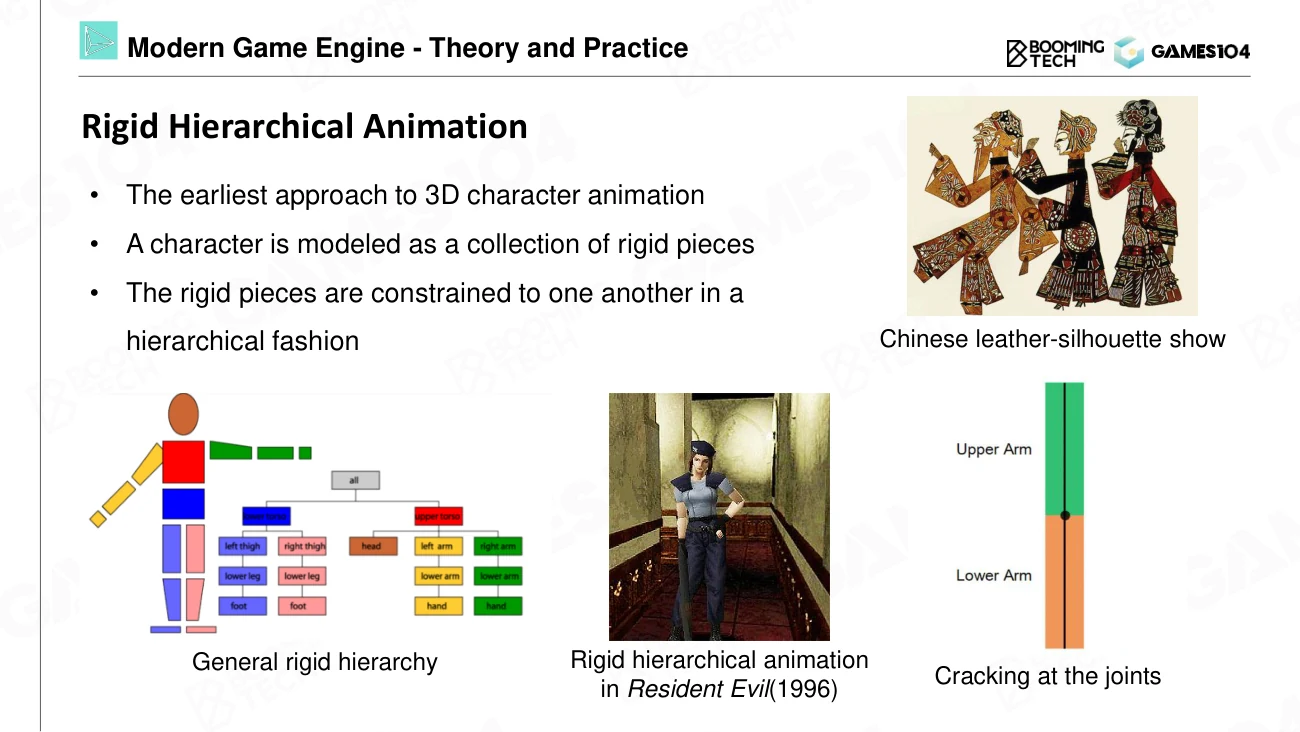 Modern Game Engine - Theory and Practice
BOOMING
TECH
GAMES104
Rigid Hierarchical Animation
• The earliest approach to 3D character animation
• A character is modeled as a collection of rigid pieces
• The rigid pieces are constrained to one another in a
hierarchical fashion
Chinese leather-silhouette show
all
lower torso
upper torso
left thigh
right thigh
head
left arm
right arm
lower leg
lower leg
lower arm
lower arm
foot
foot
hand
hand
General rigid hierarchy
Rigid hierarchical animation
in Resident Evil(1996)
Upper Arm
Lower Arm
Cracking at the joints